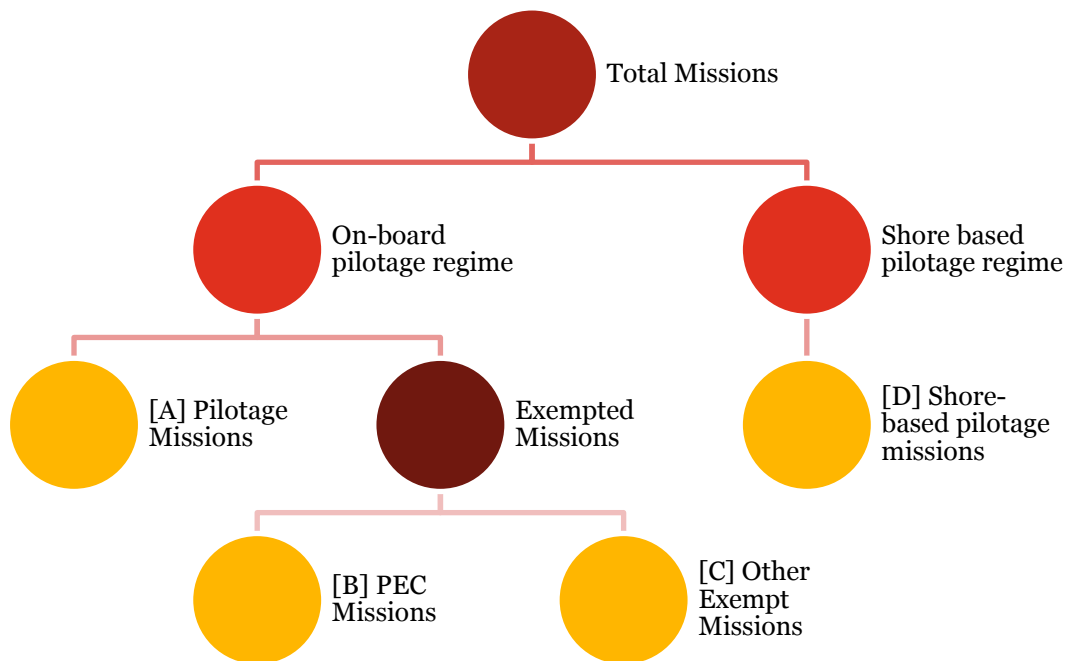 Total Missions
On-board
pilotage regime
Shore based
pilotage regime
[A] Pilotage
Missions
Exempted
Missions
[D] Shore-
based pilotage
missions
[B] PEC
Missions
[C] Other
Exempt
Missions